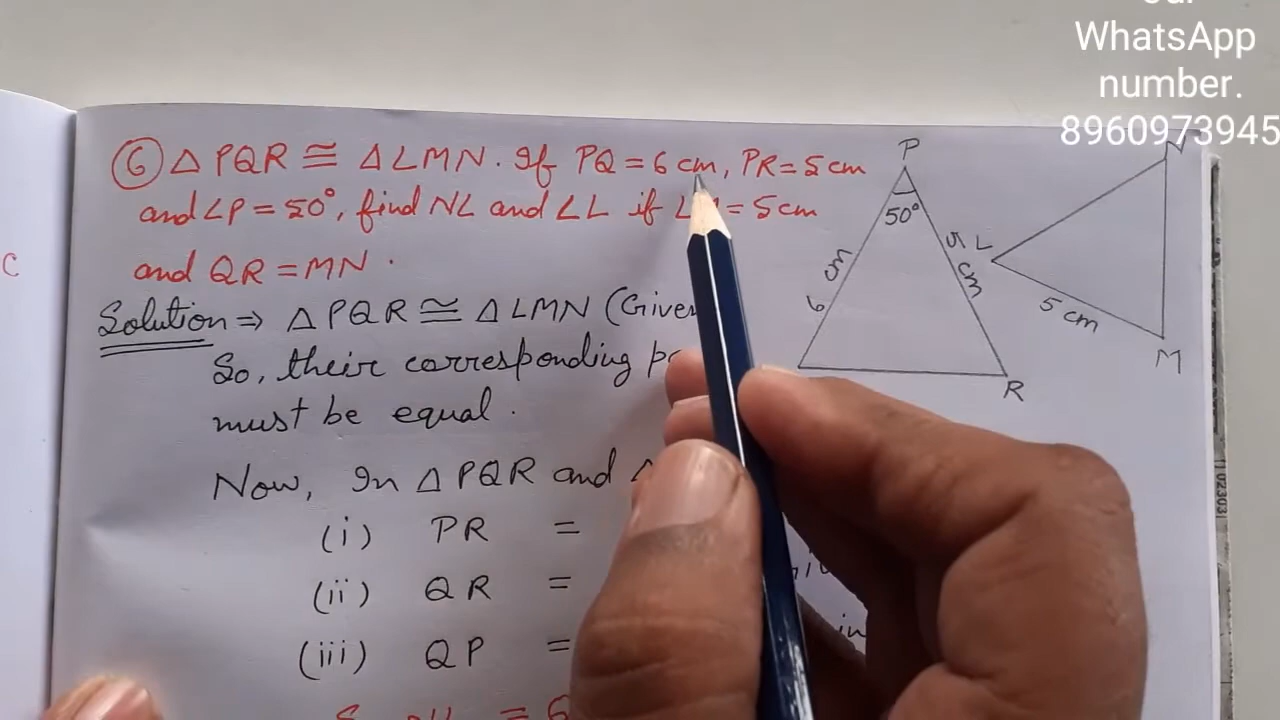 WhatsApp
number.
8960973945
⑥ △ PQR ≅ △ LMN. If PQ = 6 cm, PR = 5 cm
and ∠P = 50°, find NL and ∠L if = 5 cm
and QR = MN.
Solution ⇒ △ PQR ≅ △ LMN (Given
So, their corresponding
must be equal.
Now, In △ PQR and △
(i) PR =
(ii) QR =
(iii) QP =
P
50°
6 cm
5 cm
R
L
5 cm
M
C